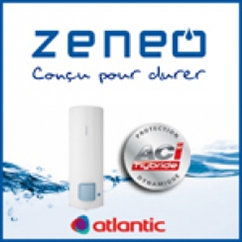 zeneo
Conçu pour durer
PROTECTION
ACI
hybride
DYNAMIQUE
atlantic